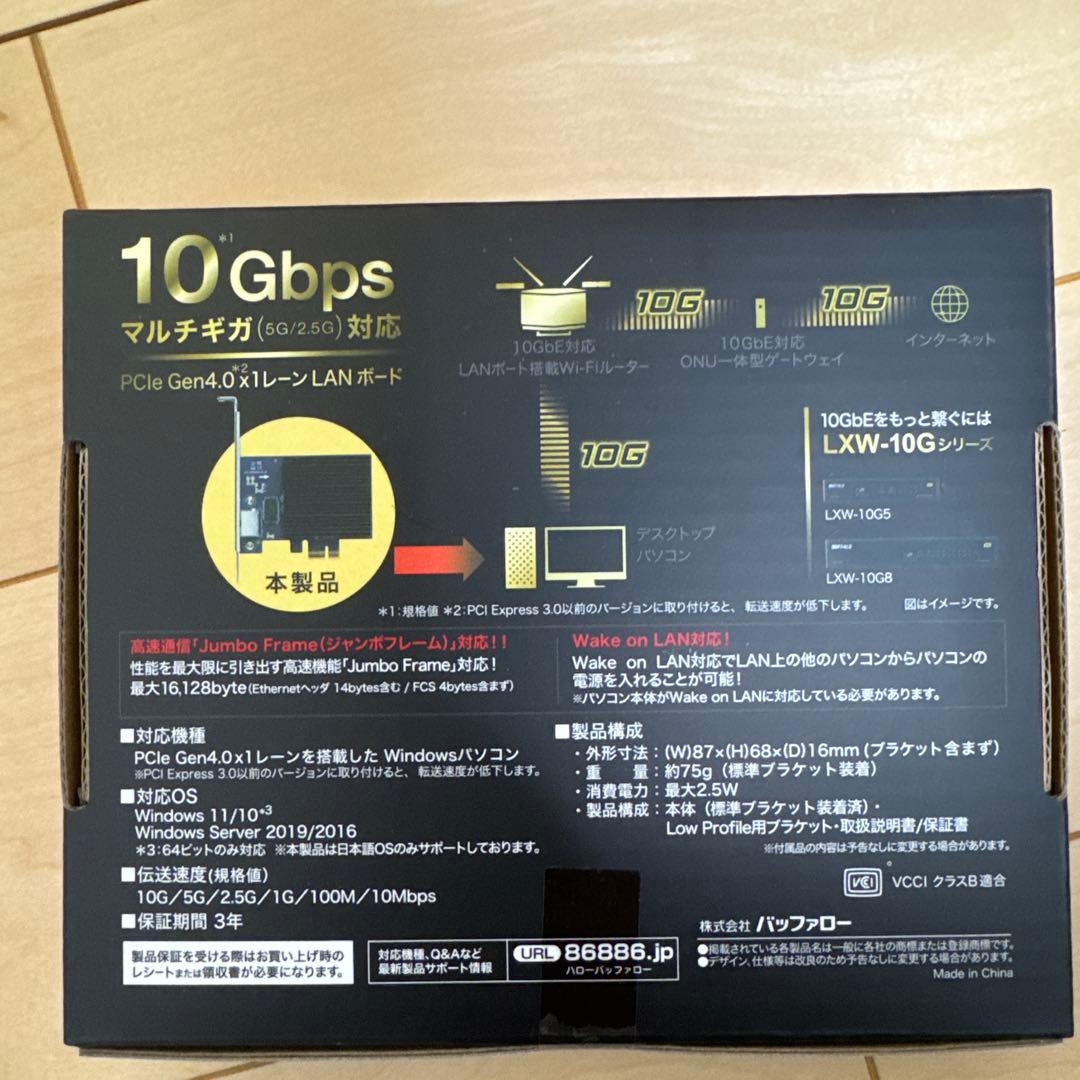 10Gbps*1
マルチギガ(5G/2.5G)対応
PCIe Gen4.0*2x1レーン LAN ボード
本製品
10GbE対応
LANポート搭載Wi-Fiルーター
10G
10GbE対応
ONU一体型ゲートウェイ
10G
インターネット
10G
デスクトップ
パソコン
10GbEをもっと繋ぐには
LXW-10Gシリーズ
LXW-10G5
LXW-10G8
*1:規格値 *2:PCI Express 3.0以前のバージョンに取り付けると、転送速度が低下します。
図はイメージです。
高速通信「Jumbo Frame(ジャンボフレーム)」対応!!
性能を最大限に引き出す高速機能「Jumbo Frame」対応!
最大16,128byte(Ethernetヘッダ 14bytes含む / FCS 4bytes含まず)
Wake on LAN対応!
Wake on LAN対応でLAN上の他のパソコンからパソコンの
電源を入れることが可能!
※パソコン本体がWake on LANに対応している必要があります。
■対応機種
PCIe Gen4.0 x1レーンを搭載した Windowsパソコン
※PCI Express 3.0以前のバージョンに取り付けると、転送速度が低下します。
■対応OS
Windows 11/10*3
Windows Server 2019/2016
*3:64ビットのみ対応 ※本製品は日本語OSのみサポートしております。
■伝送速度(規格値)
10G/5G/2.5G/1G/100M/10Mbps
■保証期間 3年
■製品構成
・外形寸法:(W)87×(H)68×(D)16mm(ブラケット含まず)
・重 量:約75g(標準ブラケット装着)
・消費電力:最大2.5W
・製品構成:本体(標準ブラケット装着済)・
Low Profile用ブラケット・取扱説明書/保証書
※付属品の内容は予告なしに変更する場合があります。
VCCI クラスB適合
製品保証を受ける際はお買い上げ時の
レシートまたは領収書が必要になります。
対応機種、Q&Aなど
最新製品サポート情報
URL 86886.jp
ハローバッファロー
株式会社 バッファロー
●掲載されている各製品名は一般に各社の商標または登録商標です。
●デザイン、仕様等は改良のため予告なしに変更する場合があります。
Made in China